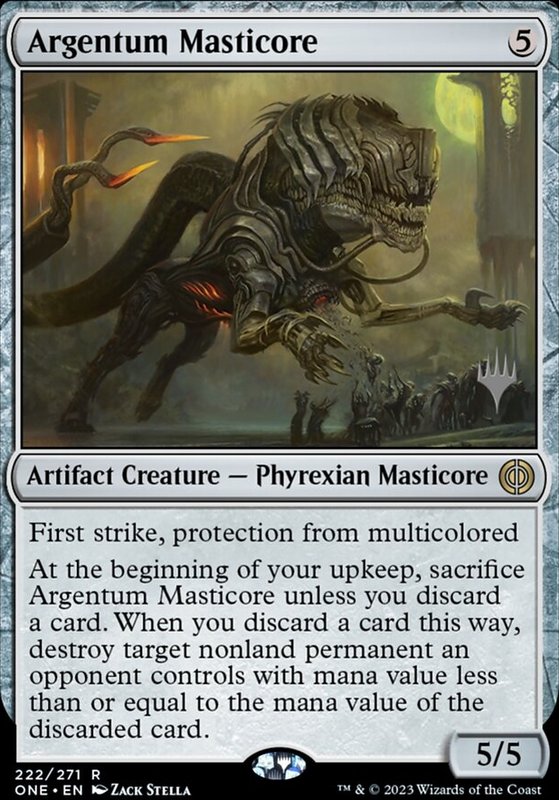 Argentum Masticore 5
Artifact Creature — Phyrexian Masticore
First strike, protection from multicolored
At the beginning of your upkeep, sacrifice
Argentum Masticore unless you discard
a card. When you discard a card this way,
destroy target nonland permanent an
opponent controls with mana value less
than or equal to the mana value of the
discarded card.
5/5
222/271 R
ONE • EN Zack Stella
™ & © 2023 Wizards of the Coast